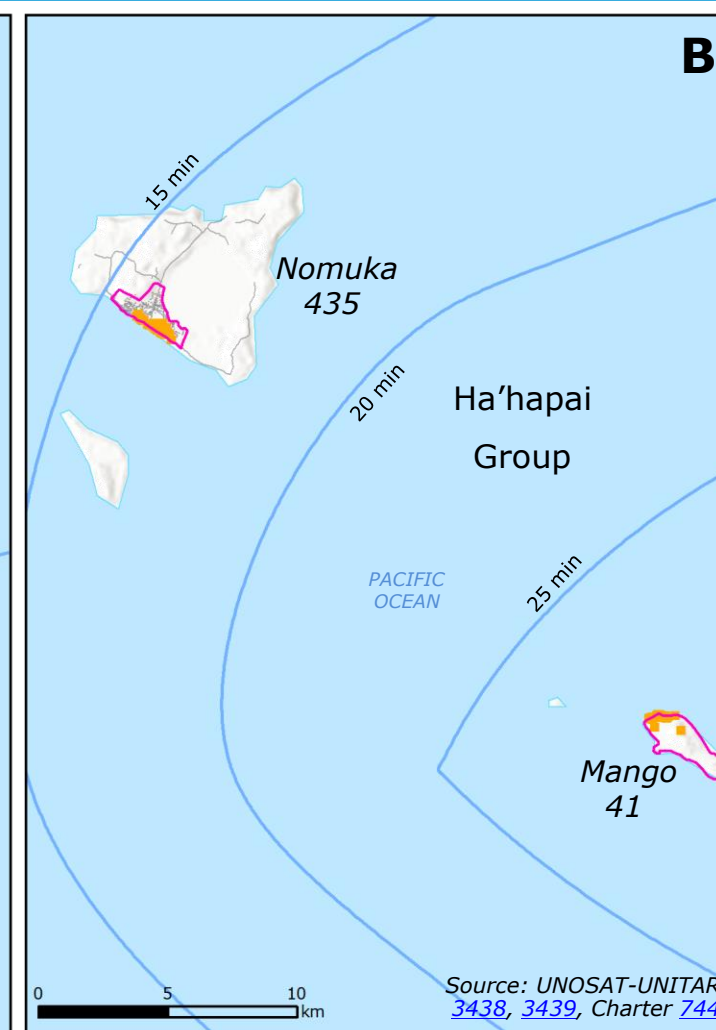 B
15 min
Nomuka
435
20 min
Ha'hapai
Group
PACIFIC
OCEAN
25 min
Mango
41
0 5 10
km
Source: UNOSAT-UNITAR
3438, 3439, Charter 744